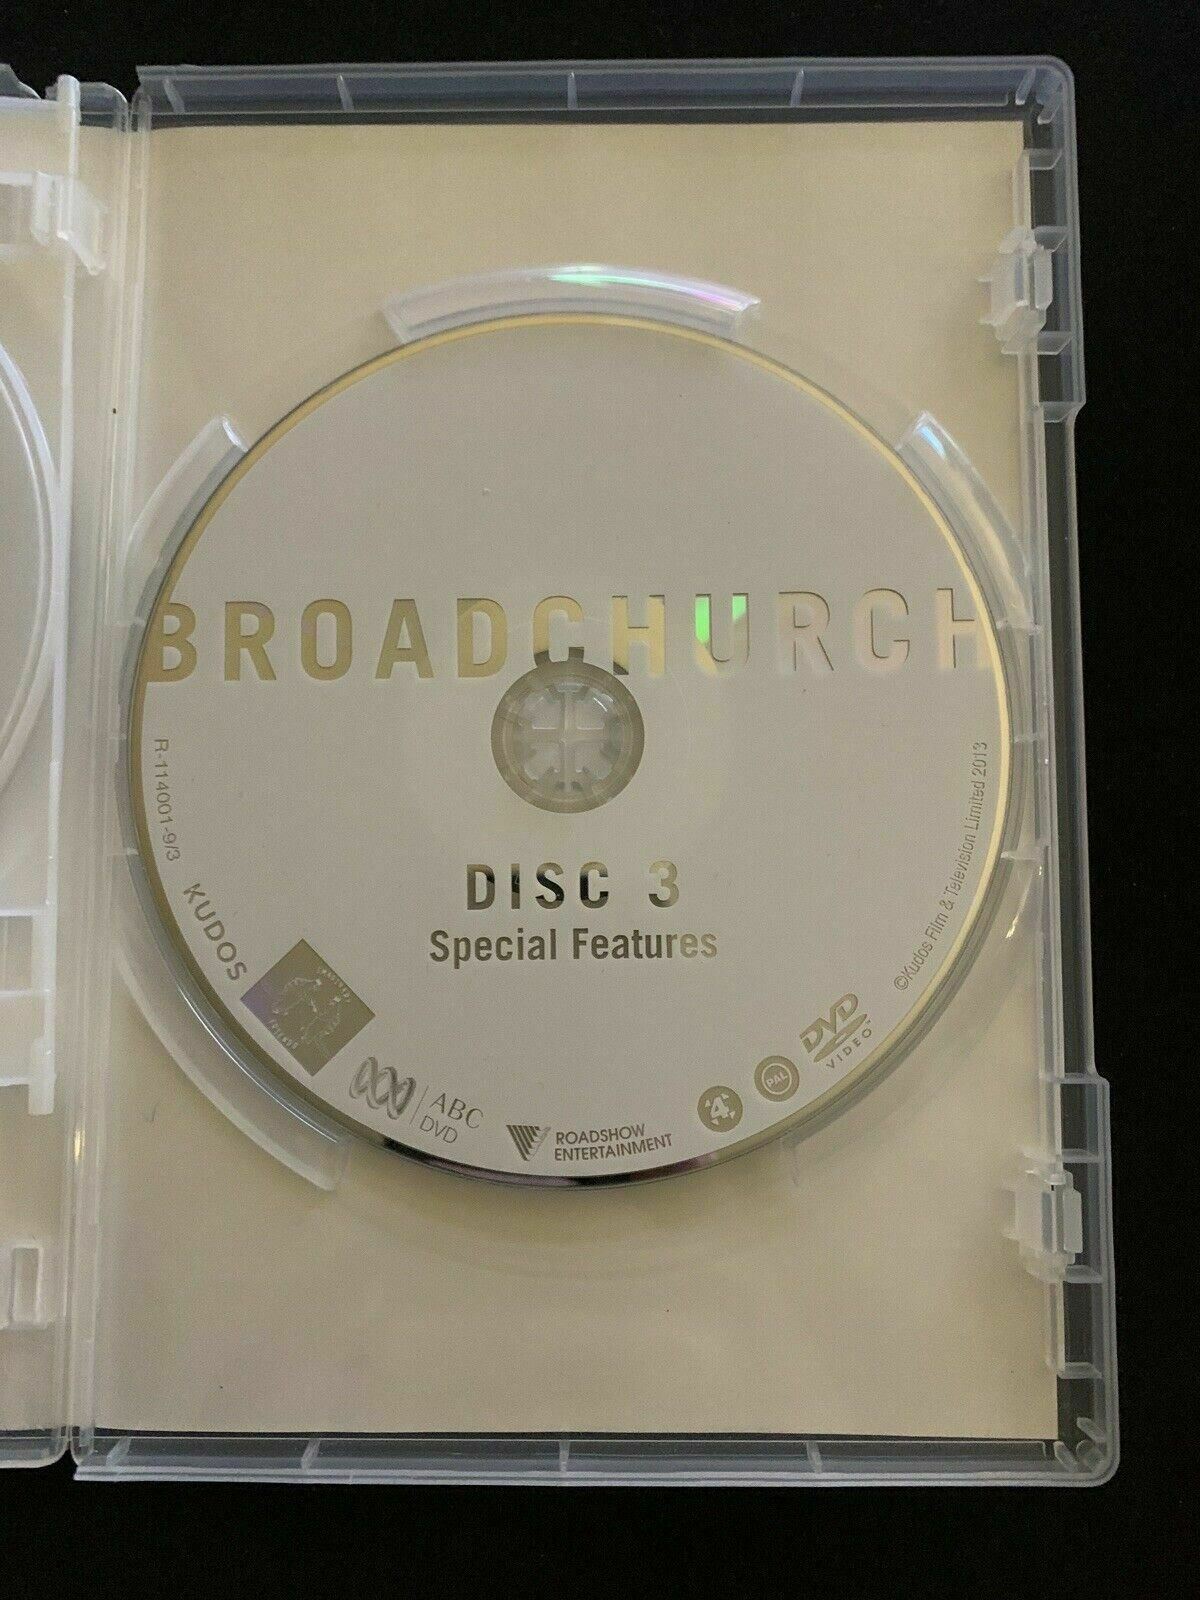 BROADCHURCH
R-114001-9/3
DISC 3
Special Features
KUDOS
©Kudos Film & Television Limited 2013
ABC
DVD
ROADSHOW
ENTERTAINMENT
4
PAL
DVD
VIDEO™